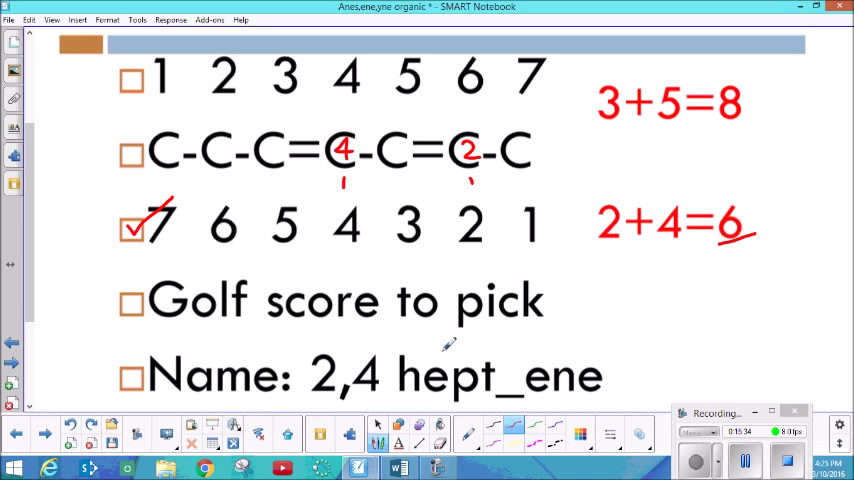 Anes,ene,yne organic * - SMART Notebook
File Edit View Insert Format Tools Response Add-ons Help
1 2 3 4 5 6 7
3+5=8
C-C-C=C-C=C-C
4 2
7 6 5 4 3 2 1
2+4=6
Golf score to pick
Name: 2,4 hept_ene
Recording...
Menu
0:15:34
8.0 fps
4:25 PM
3/10/2016